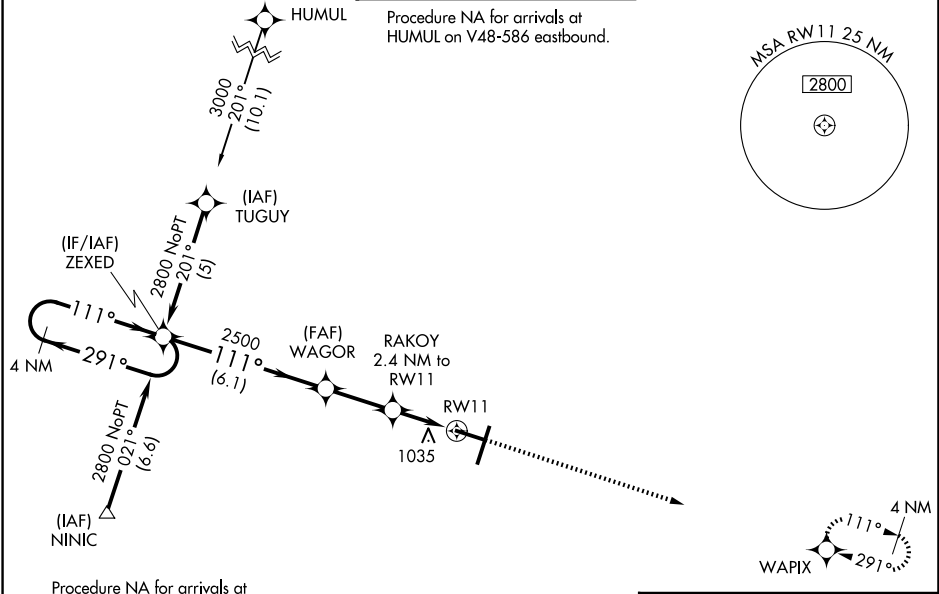 HUMUL
Procedure NA for arrivals at
HUMUL on V48-586 eastbound.
MSA RW11 25 NM
2800
3000
201°
(10.1)
(IAF)
TUGUY
2800 NoPT
201°
(5)
(IF/IAF)
ZEXED
111°
291°
4 NM
2500
111°
(6.1)
(FAF)
WAGOR
RAKOY
2.4 NM to
RW11
RW11
1035
2800 NoPT
021°
(6.6)
(IAF)
NINIC
4 NM
111°
291°
WAPIX
Procedure NA for arrivals at